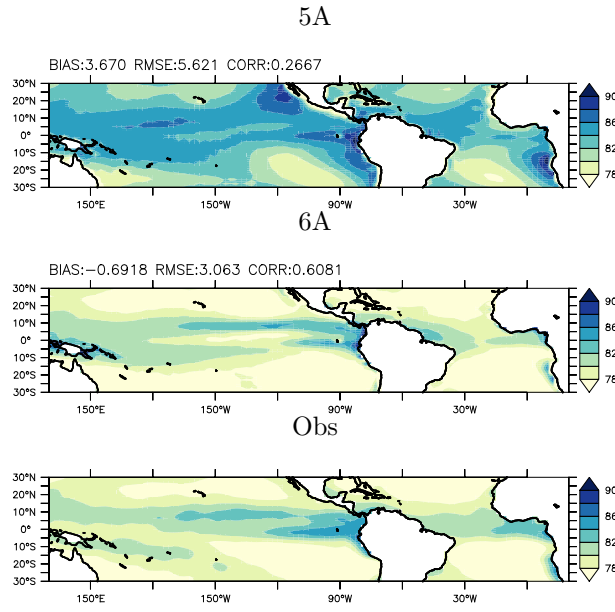 5A
BIAS:3.670 RMSE:5.621 CORR:0.2667
30°N
20°N
10°N
0°
10°S
20°S
30°S
150°E
150°W
90°W
30°W
90
86
82
78
6A
BIAS:−0.6918 RMSE:3.063 CORR:0.6081
30°N
20°N
10°N
0°
10°S
20°S
30°S
150°E
150°W
90°W
30°W
90
86
82
78
Obs
30°N
20°N
10°N
0°
10°S
20°S
30°S
150°E
150°W
90°W
30°W
90
86
82
78